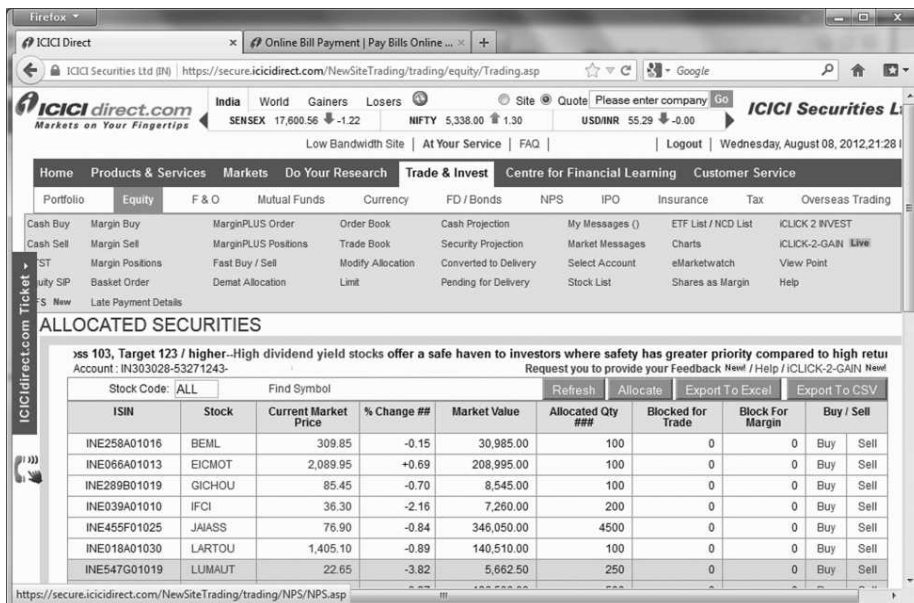 Firefox
ICICI Direct × Online Bill Payment | Pay Bills Online ... × +
ICICI Securities Ltd (IN) https://secure.icicidirect.com/NewSiteTrading/trading/equity/Trading.asp Google
ICICI direct.com
Markets on Your Fingertips
India World Gainers Losers Site Quote Please enter company Go
SENSEX 17,600.56 -1.22 NIFTY 5,338.00 1.30 USD/INR 55.29 -0.00
ICICI Securities
Low Bandwidth Site | At Your Service | FAQ | | Logout | Wednesday, August 08, 2012,21:28
Home Products & Services Markets Do Your Research Trade & Invest Centre for Financial Learning Customer Service
Portfolio Equity F & O Mutual Funds Currency FD / Bonds NPS IPO Insurance Tax Overseas Trading
Cash Buy Margin Buy MarginPLUS Order Order Book Cash Projection My Messages () ETF List / NCD List iCLICK 2 INVEST
Cash Sell Margin Sell MarginPLUS Positions Trade Book Security Projection Market Messages Charts iCLICK-2-GAIN Live
ST Margin Positions Fast Buy / Sell Modify Allocation Converted to Delivery Select Account eMarketwatch View Point
uity SIP Basket Order Demat Allocation Limit Pending for Delivery Stock List Shares as Margin Help
FS New Late Payment Details
ICICIdirect.com Ticket
ALLOCATED SECURITIES
oss 103, Target 123 / higher--High dividend yield stocks offer a safe haven to investors where safety has greater priority compared to high retur
Account : IN303028-53271243- Request you to provide your Feedback New! / Help / iCLICK-2-GAIN New!
Stock Code: ALL Find Symbol Refresh Allocate Export To Excel Export To CSV
ISIN Stock Current Market Price % Change ## Market Value Allocated Qty ### Blocked for Trade Block For Margin Buy / Sell
INE258A01016 BEML 309.85 -0.15 30,985.00 100 0 0 Buy Sell
INE066A01013 EICMOT 2,089.95 +0.69 208,995.00 100 0 0 Buy Sell
INE289B01019 GICHOU 85.45 -0.70 8,545.00 100 0 0 Buy Sell
INE039A01010 IFCI 36.30 -2.16 7,260.00 200 0 0 Buy Sell
INE455F01025 JAIASS 76.90 -0.84 346,050.00 4500 0 0 Buy Sell
INE018A01030 LARTOU 1,405.10 -0.89 140,510.00 100 0 0 Buy Sell
INE547G01019 LUMAUT 22.65 -3.82 5,662.50 250 0 0 Buy Sell
https://secure.icicidirect.com/NewSiteTrading/trading/NPS/NPS.asp